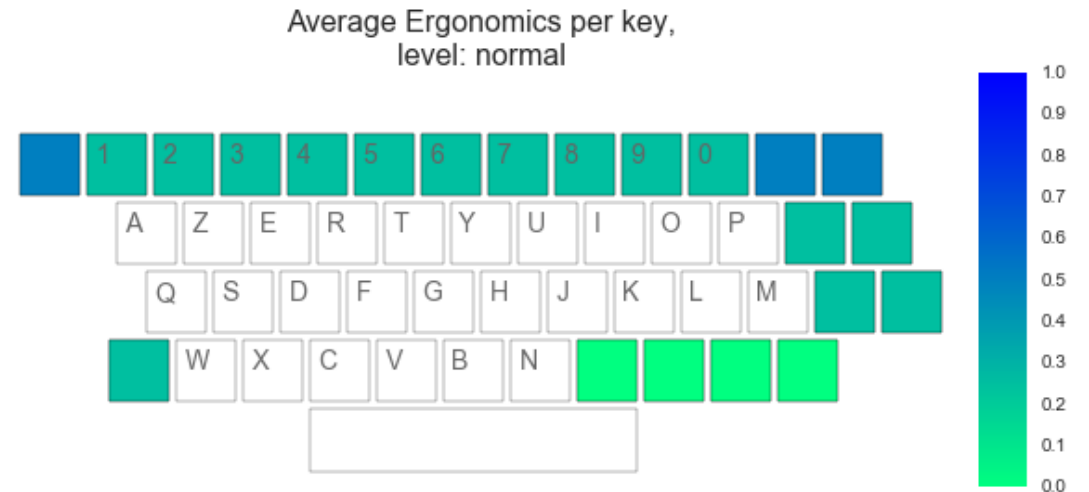 Average Ergonomics per key,
level: normal
1 2 3 4 5 6 7 8 9 0
A Z E R T Y U I O P
Q S D F G H J K L M
W X C V B N
1.0
0.9
0.8
0.7
0.6
0.5
0.4
0.3
0.2
0.1
0.0